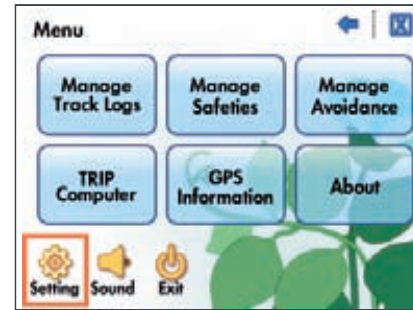 Menu
Manage
Track Logs
Manage
Safeties
Manage
Avoidance
TRIP
Computer
GPS
Information
About
Setting
Sound
Exit